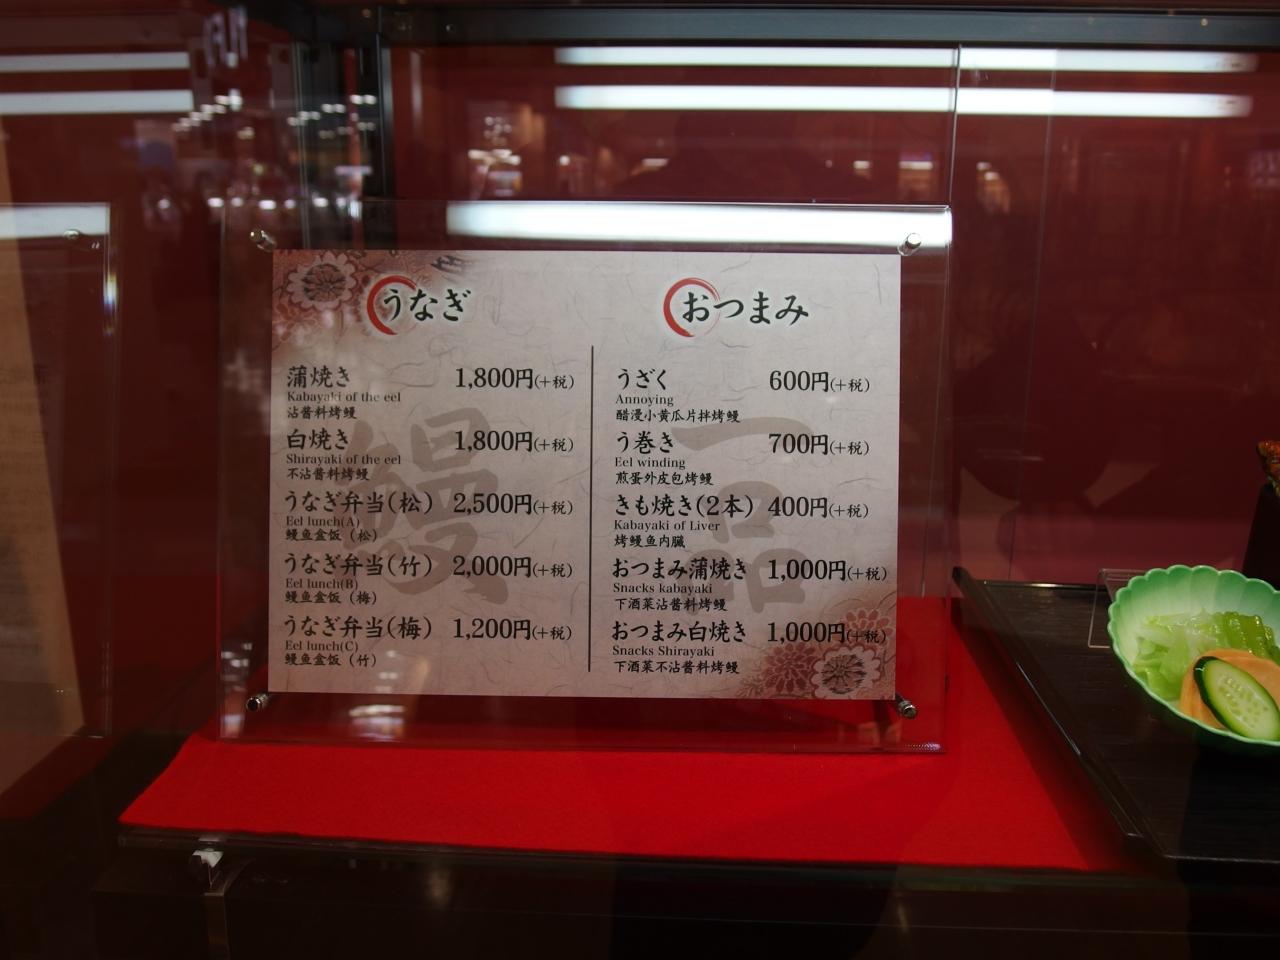 うなぎ
蒲焼き 1,800円(+税)
Kabayaki of the eel
沾酱料烤鳗
白焼き 1,800円(+税)
Shirayaki of the eel
不沾酱料烤鳗
うなぎ弁当(松) 2,500円(+税)
Eel lunch(A)
鳗鱼盒饭（松）
うなぎ弁当(竹) 2,000円(+税)
Eel lunch(B)
鳗鱼盒饭（梅）
うなぎ弁当(梅) 1,200円(+税)
Eel lunch(C)
鳗鱼盒饭（竹）
鰻
おつまみ
うざく 600円(+税)
Annoying
醋漫小黄瓜片拌烤鳗
う巻き 700円(+税)
Eel winding
煎蛋外皮包烤鳗
きも焼き(2本) 400円(+税)
Kabayaki of Liver
烤鳗鱼内臓
おつまみ蒲焼き 1,000円(+税)
Snacks kabayaki
下酒菜沾酱料烤鳗
おつまみ白焼き 1,000円(+税)
Snacks Shirayaki
下酒菜不沾酱料烤鳗
一品